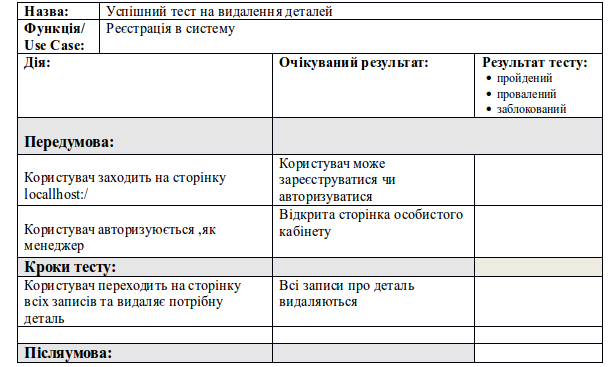 Назва: Успішний тест на видалення деталей
Функція/ Реєстрація в систему
Use Case:
Дія: Очікуваний результат: Результат тесту:
• пройдений
• провалений
• заблокований
Передумова:
Користувач заходить на сторінку
locallhost:/
Користувач може
зареєструватися чи
авторизуватися
Користувач авторизуюється ,як
менеджер
Відкрита сторінка особистого
кабінету
Кроки тесту:
Користувач переходить на сторінку
всіх записів та видаляє потрібну
деталь
Всі записи про деталь
видаляються
Післяумова: